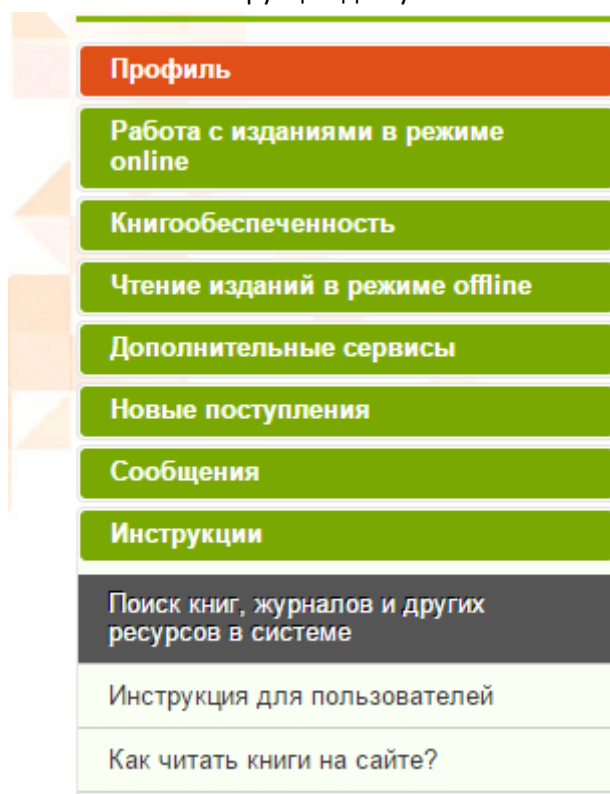 Профиль
Работа с изданиями в режиме
online
Книгообеспеченность
Чтение изданий в режиме offline
Дополнительные сервисы
Новые поступления
Сообщения
Инструкции
Поиск книг, журналов и других
ресурсов в системе
Инструкция для пользователей
Как читать книги на сайте?